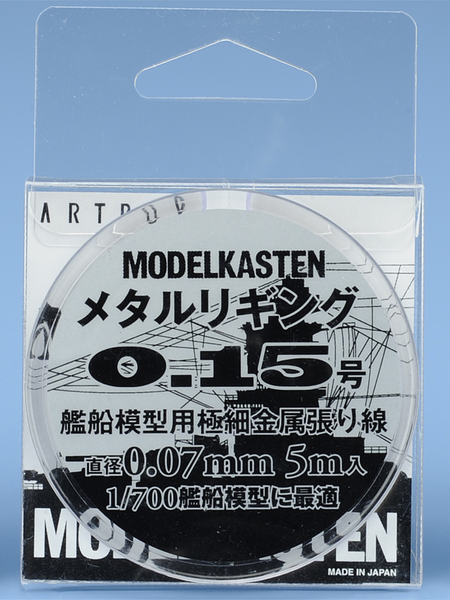 ARTBOX
MODELKASTEN
メタルリギング
0.15号
艦船模型用極細金属張り線
直径0.07mm 5m入
1/700艦船模型に最適
MADE IN JAPAN